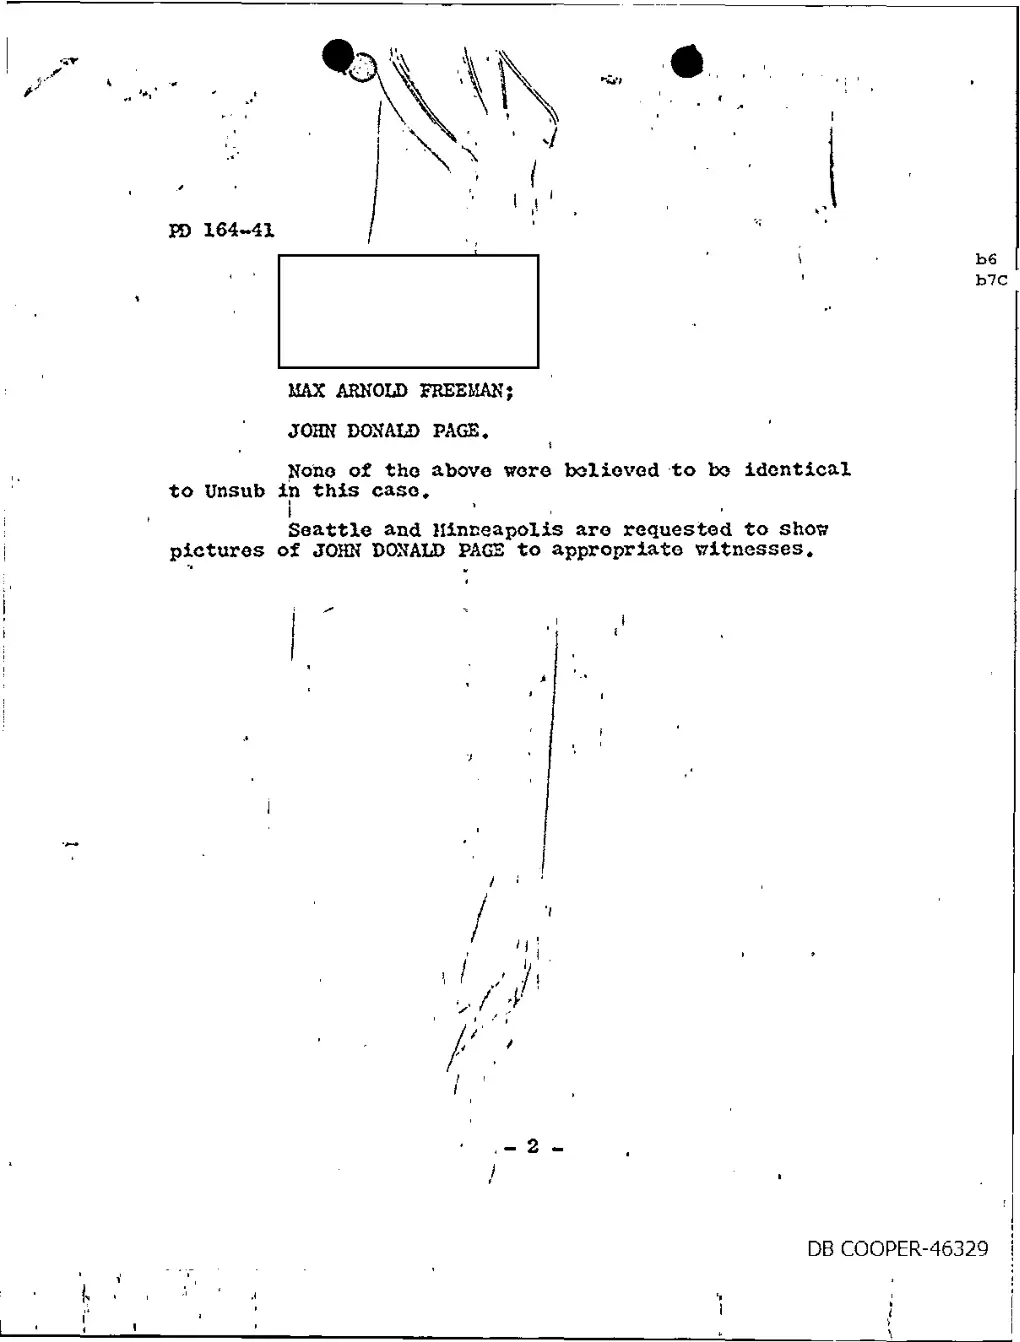 PD 164-41
b6
b7C
MAX ARNOLD FREEMAN;
JOHN DONALD PAGE.
None of the above were believed to be identical
to Unsub in this case.
Seattle and Minneapolis are requested to show
pictures of JOHN DONALD PAGE to appropriate witnesses.
- 2 -
DB COOPER-46329